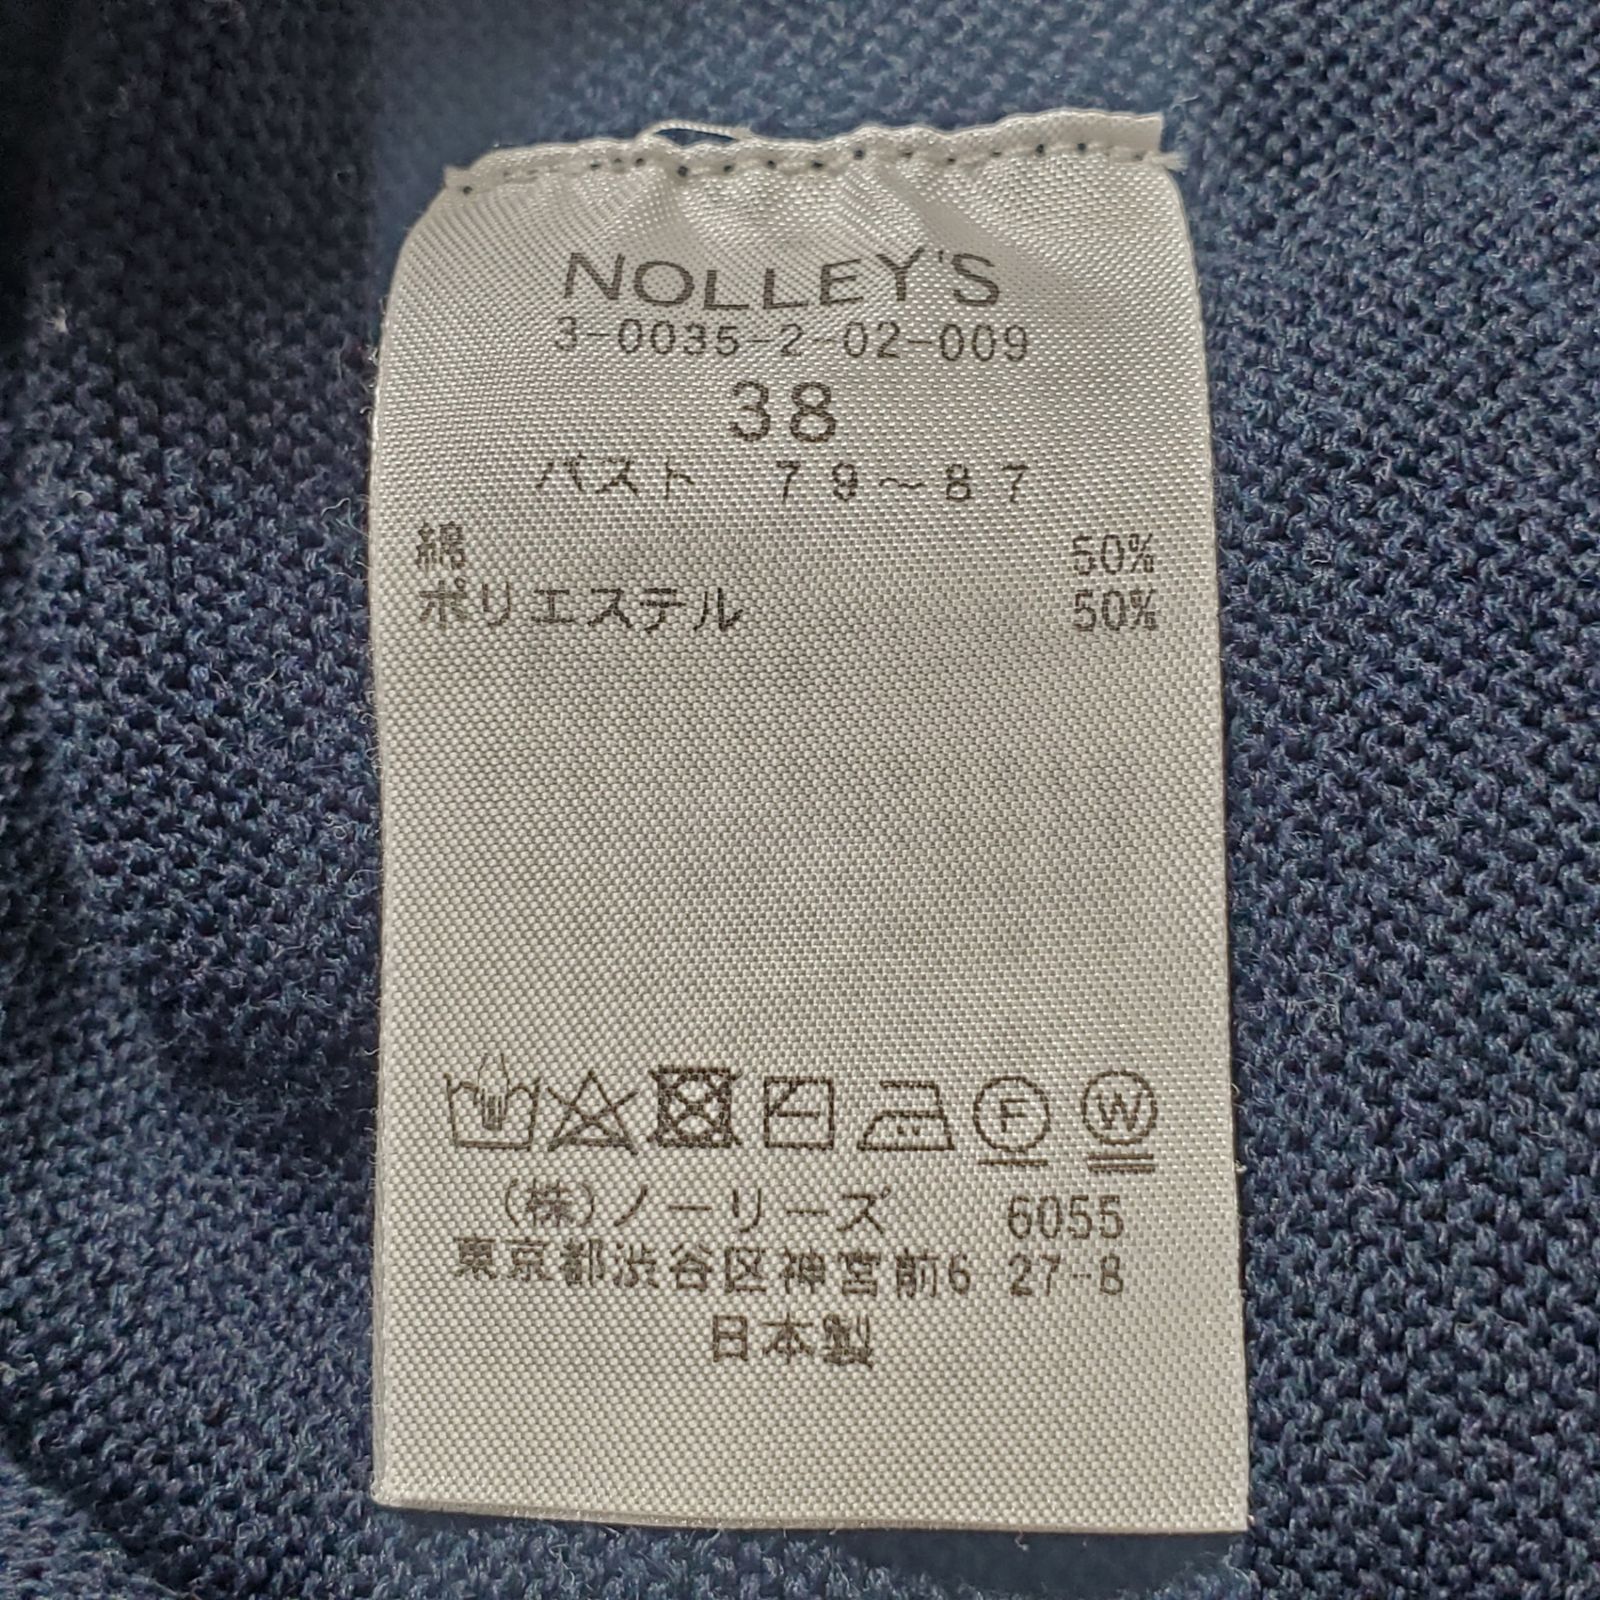 NOLLEY'S
3-0035-2-02-009
38
バスト 79～87
綿 50%
ポリエステル 50%
F W
(株)ノーリーズ 6055
東京都渋谷区神宮前6 27-8
日本製